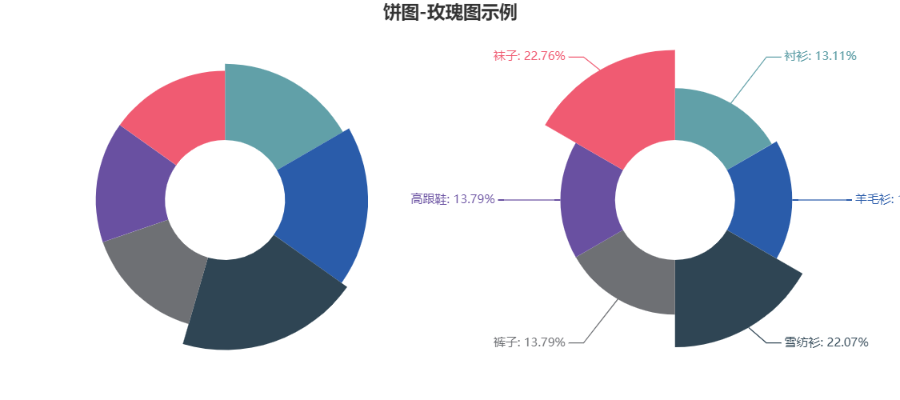 饼图-玫瑰图示例
袜子: 22.76%
衬衫: 13.11%
高跟鞋: 13.79%
羊毛衫:
裤子: 13.79%
雪纺衫: 22.07%